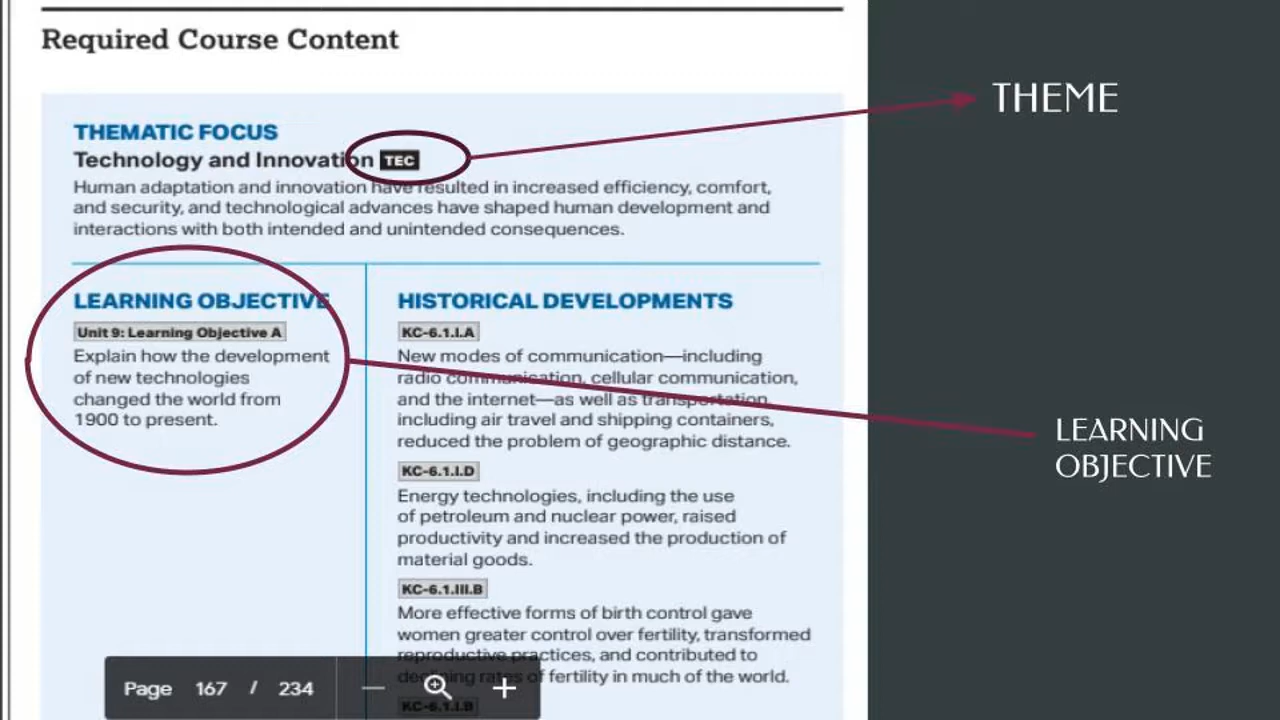 Required Course Content
THEMATIC FOCUS
Technology and Innovation TEC
Human adaptation and innovation have resulted in increased efficiency, comfort,
and security, and technological advances have shaped human development and
interactions with both intended and unintended consequences.
LEARNING OBJECTIVE
Unit 9: Learning Objective A
Explain how the development
of new technologies
changed the world from
1900 to present.
HISTORICAL DEVELOPMENTS
KC-6.1.I.A
New modes of communication—including
radio communication, cellular communication,
and the internet—as well as transportation,
including air travel and shipping containers,
reduced the problem of geographic distance.
KC-6.1.I.D
Energy technologies, including the use
of petroleum and nuclear power, raised
productivity and increased the production of
material goods.
KC-6.1.III.B
More effective forms of birth control gave
women greater control over fertility, transformed
reproductive practices, and contributed to
declining rates of fertility in much of the world.
KC-6.1.I.B
Page 167 / 234
THEME
LEARNING
OBJECTIVE